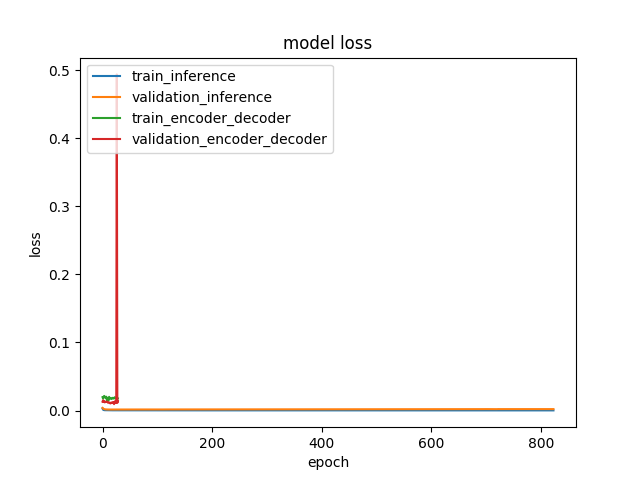 model loss
train_inference
validation_inference
train_encoder_decoder
validation_encoder_decoder
0.5
0.4
0.3
0.2
0.1
0.0
loss
0 200 400 600 800
epoch